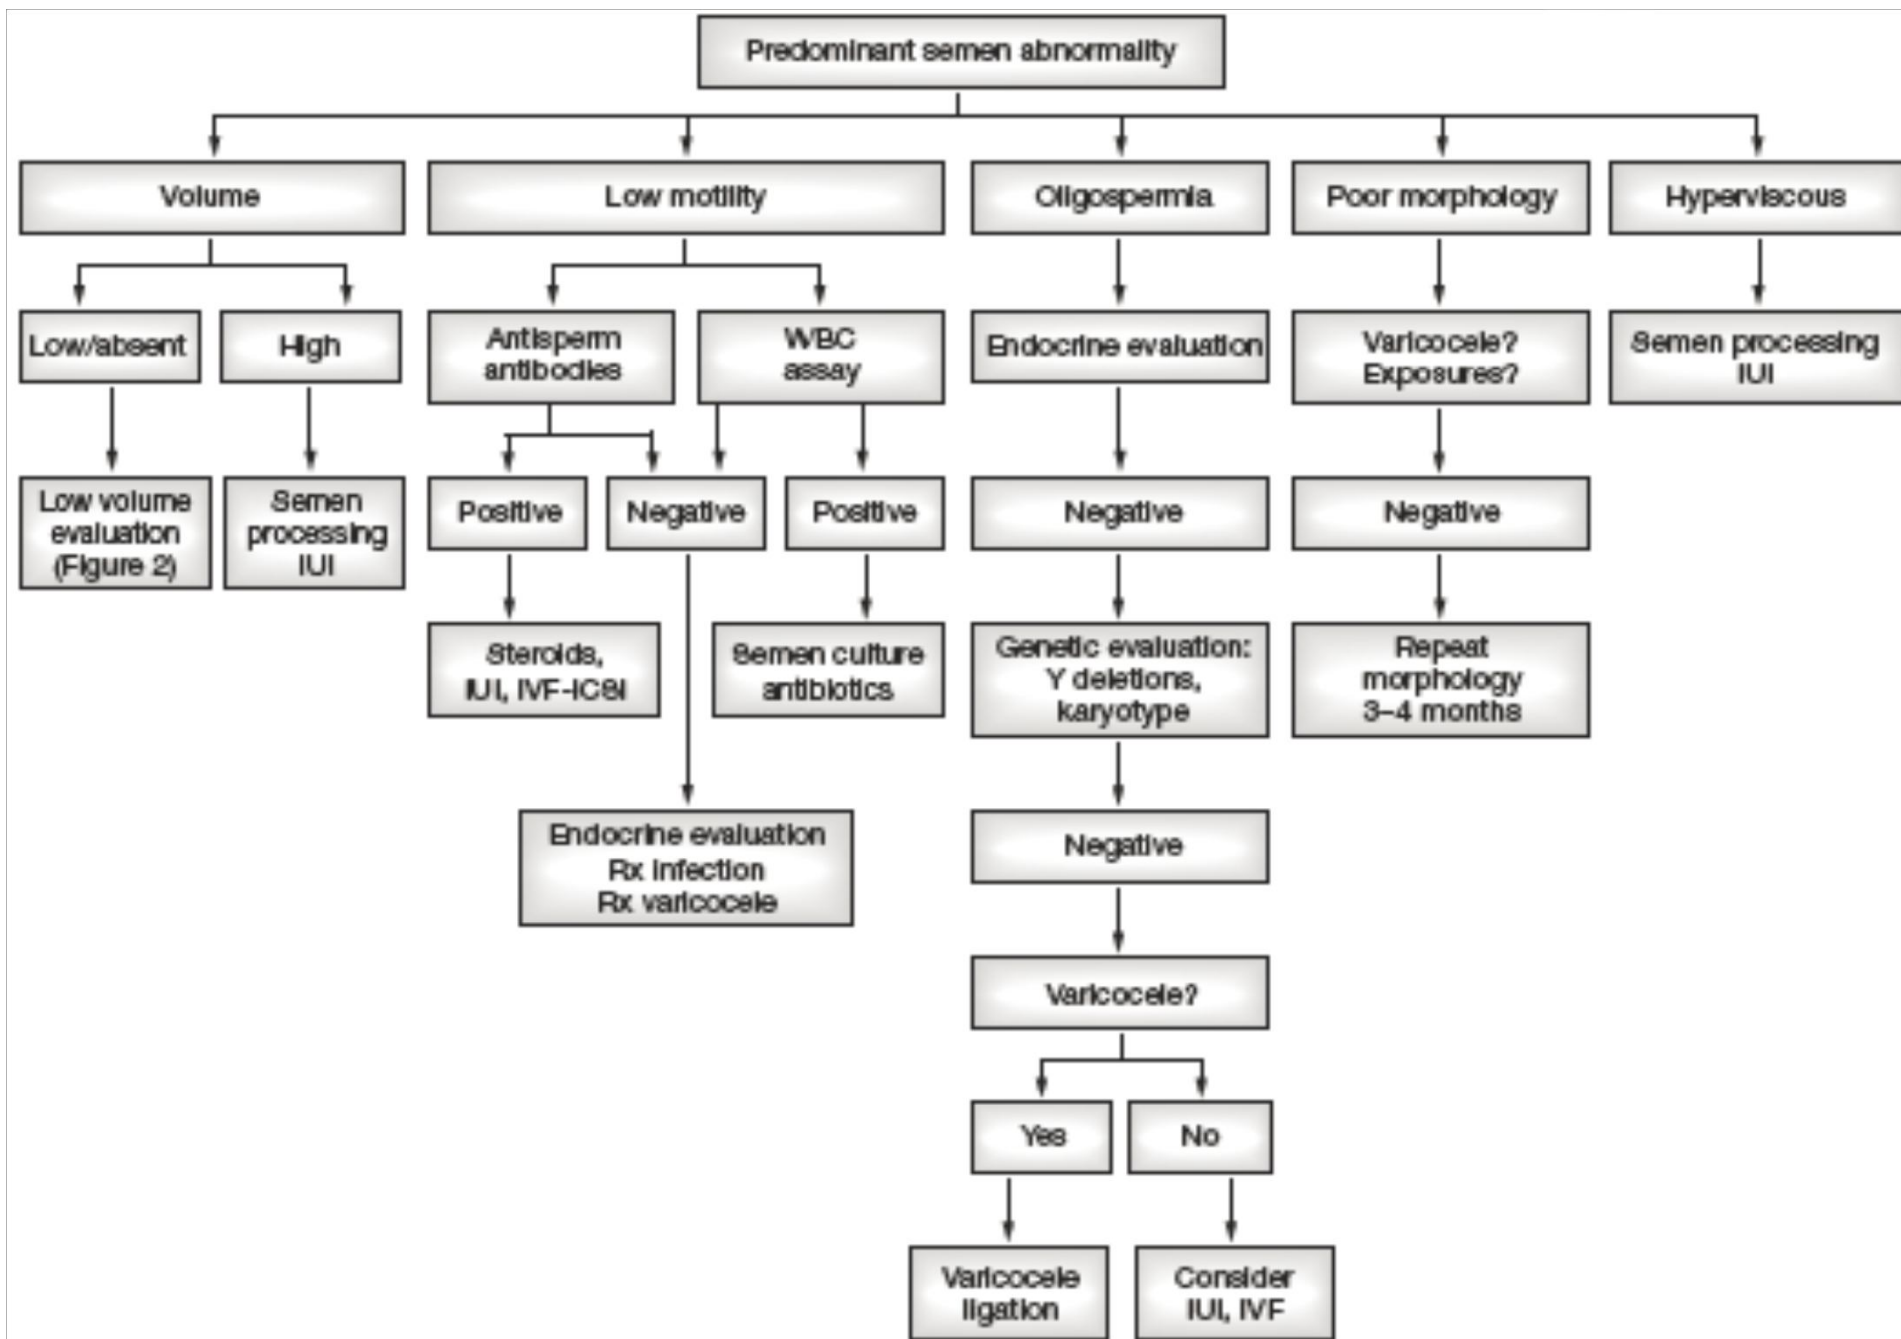 Predominant semen abnormality
Volume
Low motility
Oligospermia
Poor morphology
Hyperviscous
Low/absent
High
Antisperm
antibodies
WBC
assay
Endocrine evaluation
Varicocele?
Exposures?
Semen processing
IUI
Low volume
evaluation
(Figure 2)
Semen
processing
IUI
Positive
Negative
Positive
Negative
Negative
Steroids,
IUI, IVF-ICSI
Semen culture
antibiotics
Genetic evaluation:
Y deletions,
karyotype
Repeat
morphology
3–4 months
Endocrine evaluation
Rx infection
Rx varicocele
Negative
Varicocele?
Yes
No
Varicocele
ligation
Consider
IUI, IVF